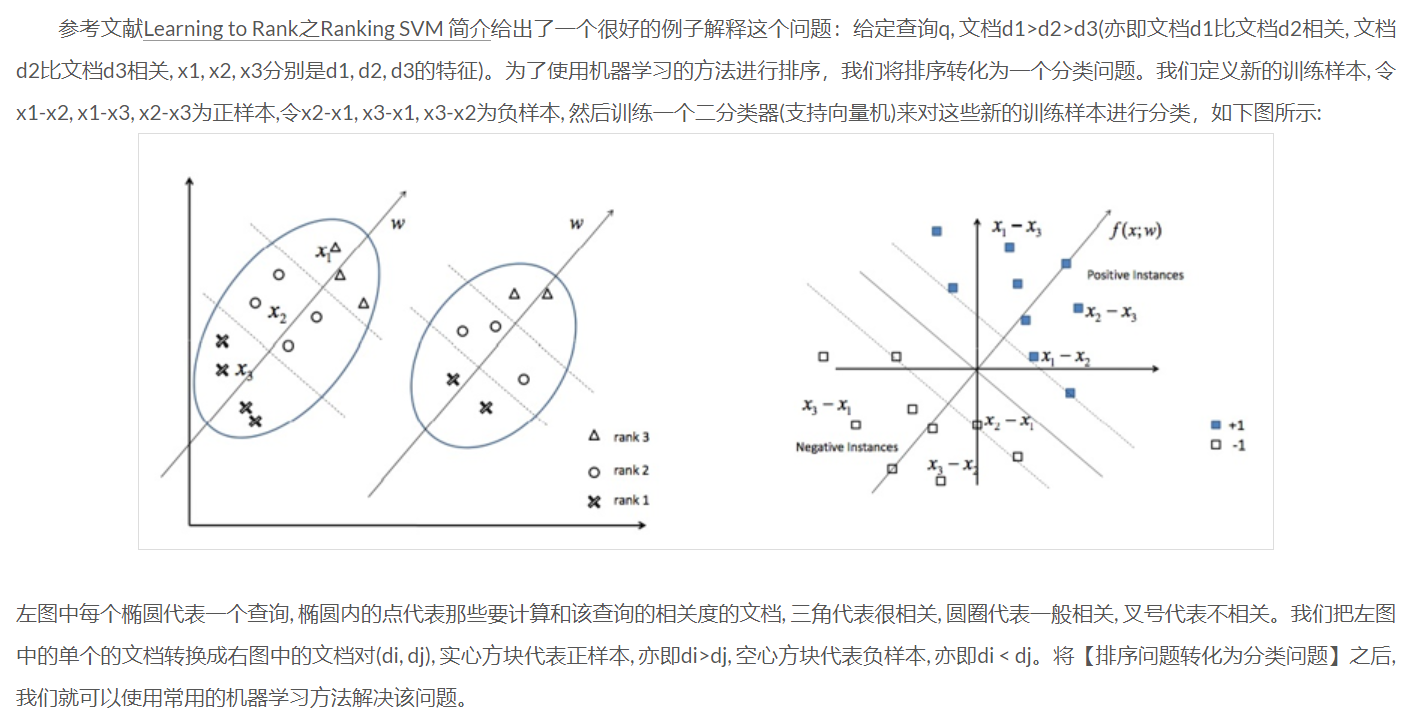 参考文献Learning to Rank之Ranking SVM 简介给出了一个很好的例子解释这个问题：给定查询q, 文档d1>d2>d3(亦即文档d1比文档d2相关, 文档
d2比文档d3相关, x1, x2, x3分别是d1, d2, d3的特征)。为了使用机器学习的方法进行排序，我们将排序转化为一个分类问题。我们定义新的训练样本, 令
x1-x2, x1-x3, x2-x3为正样本,令x2-x1, x3-x1, x3-x2为负样本, 然后训练一个二分类器(支持向量机)来对这些新的训练样本进行分类，如下图所示:
w
x1
x2
x3
w
rank 3
rank 2
rank 1
x1 − x3
f(x;w)
Positive Instances
x2 − x3
x1 − x2
x3 − x1
x2 − x1
Negative Instances
x3 − x2
+1
-1
左图中每个椭圆代表一个查询, 椭圆内的点代表那些要计算和该查询的相关度的文档, 三角代表很相关, 圆圈代表一般相关, 叉号代表不相关。我们把左图
中的单个的文档转换成右图中的文档对(di, dj), 实心方块代表正样本, 亦即di>dj, 空心方块代表负样本, 亦即di < dj。将【排序问题转化为分类问题】之后,
我们就可以使用常用的机器学习方法解决该问题。